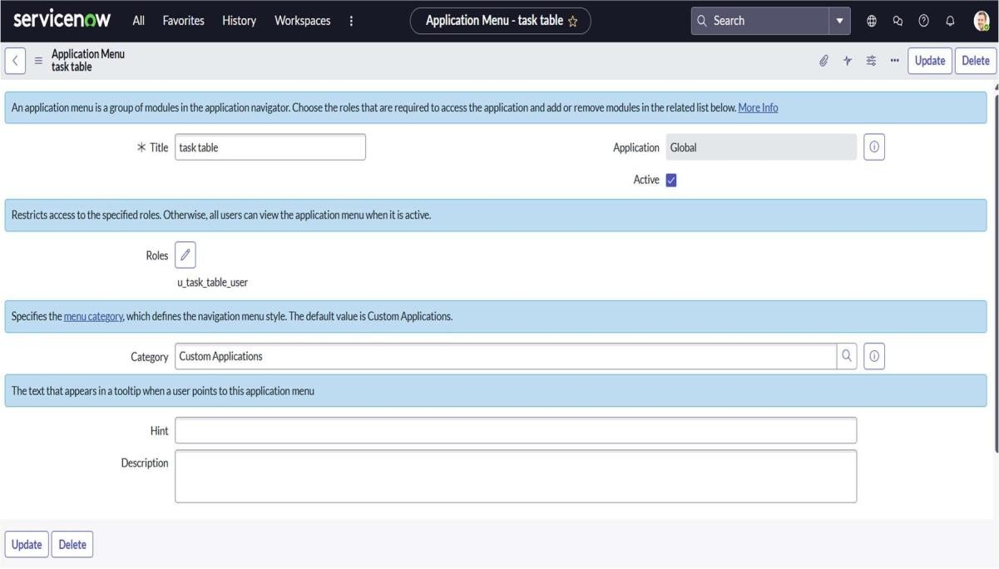 servicenow All Favorites History Workspaces Application Menu - task table Search
Application Menu
task table
Update Delete
An application menu is a group of modules in the application navigator. Choose the roles that are required to access the application and add or remove modules in the related list below. More Info
Title task table Application Global
Active
Restricts access to the specified roles. Otherwise, all users can view the application menu when it is active.
Roles
u_task_table_user
Specifies the menu category, which defines the navigation menu style. The default value is Custom Applications.
Category Custom Applications
The text that appears in a tooltip when a user points to this application menu
Hint
Description
Update Delete